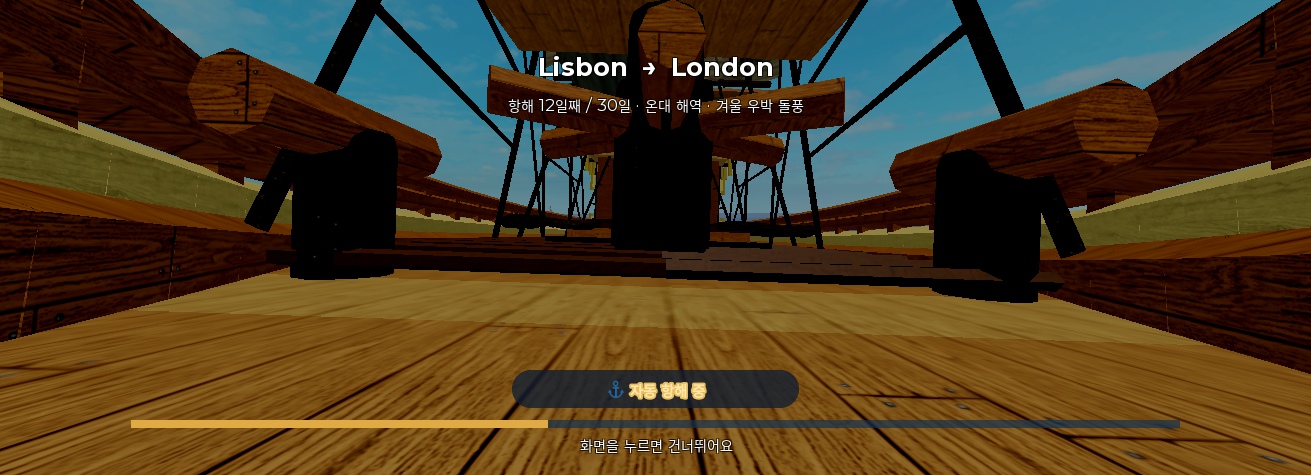 Lisbon → London
항해 12일째 / 30일 · 온대 해역 · 겨울 우박 돌풍
⚓ 자동 항해 중
화면을 누르면 건너뛰어요